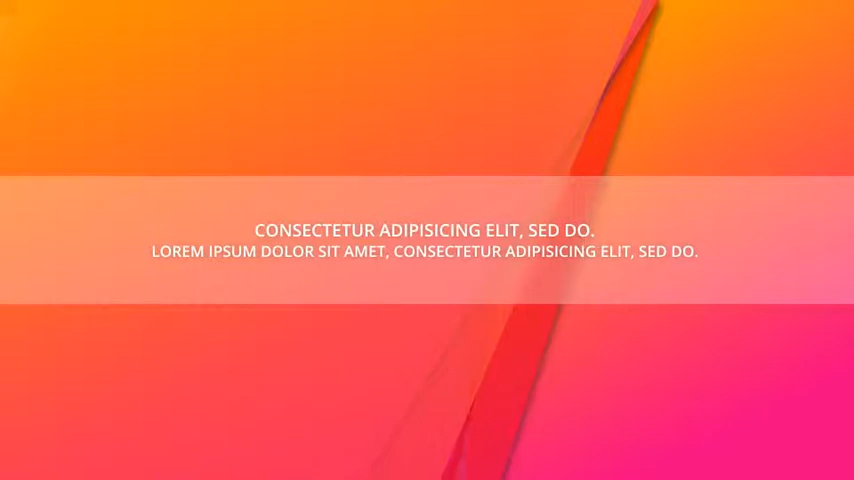 CONSECTETUR ADIPISICING ELIT, SED DO.
LOREM IPSUM DOLOR SIT AMET, CONSECTETUR ADIPISICING ELIT, SED DO.